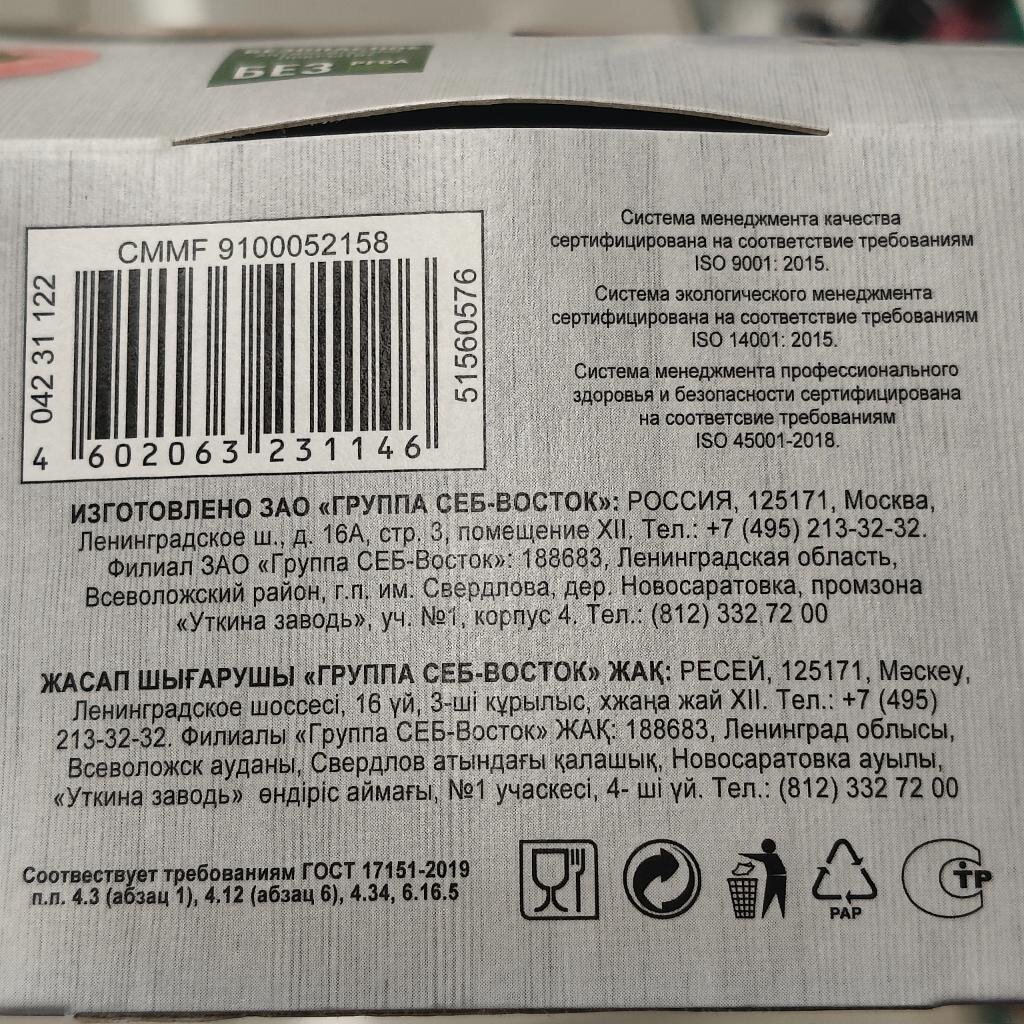 БЕЗ PFOA
CMMF 9100052158
042 31 122
51560576
4 602063 231146
Система менеджмента качества
сертифицирована на соответствие требованиям
ISO 9001: 2015.
Система экологического менеджмента
сертифицирована на соответствие требованиям
ISO 14001: 2015.
Система менеджмента профессионального
здоровья и безопасности сертифицирована
на соответсвие требованиям
ISO 45001-2018.
ИЗГОТОВЛЕНО ЗАО «ГРУППА СЕБ-ВОСТОК»: РОССИЯ, 125171, Москва,
Ленинградское ш., д. 16А, стр. 3, помещение XII. Тел.: +7 (495) 213-32-32.
Филиал ЗАО «Группа СЕБ-Восток»: 188683, Ленинградская область,
Всеволожский район, г.п. им. Свердлова, дер. Новосаратовка, промзона
«Уткина заводь», уч. №1, корпус 4. Тел.: (812) 332 72 00
ЖАСАП ШЫҒАРУШЫ «ГРУППА СЕБ-ВОСТОК» ЖАҚ: РЕСЕЙ, 125171, Мәскеу,
Ленинградское шоссесі, 16 үй, 3-ші құрылыс, хжаңа жай XII. Тел.: +7 (495)
213-32-32. Филиалы «Группа СЕБ-Восток» ЖАҚ: 188683, Ленинград облысы,
Всеволожск ауданы, Свердлов атындағы қалашық, Новосаратовка ауылы,
«Уткина заводь» өндіріс аймағы, №1 учаскесі, 4- ші үй. Тел.: (812) 332 72 00
Соотвествует требованиям ГОСТ 17151-2019
п.п. 4.3 (абзац 1), 4.12 (абзац 6), 4.34, 6.16.5
PAP
СТР